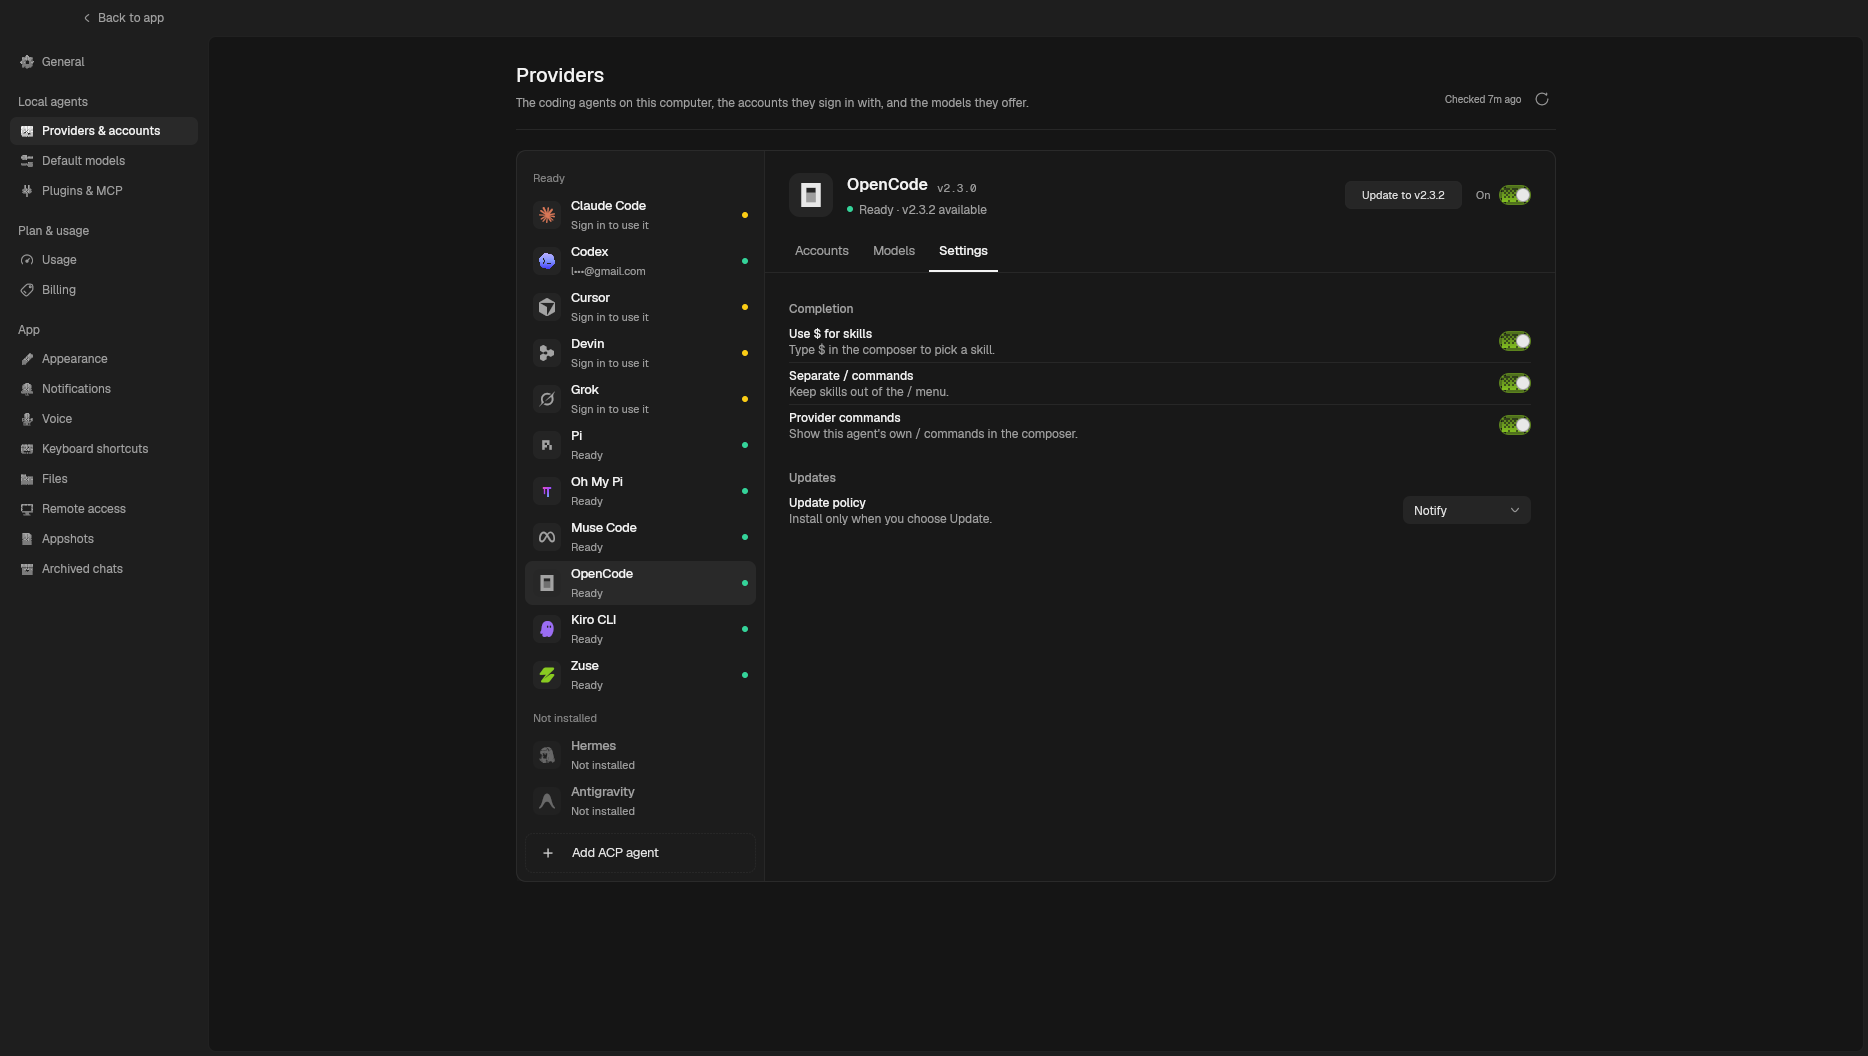 Back to app
General
Local agents
Providers & accounts
Default models
Plugins & MCP
Plan & usage
Usage
Billing
App
Appearance
Notifications
Voice
Keyboard shortcuts
Files
Remote access
Appshots
Archived chats
Providers
The coding agents on this computer, the accounts they sign in with, and the models they offer.
Checked 7m ago
Ready
Claude Code
Sign in to use it
Codex
l•••@gmail.com
Cursor
Sign in to use it
Devin
Sign in to use it
Grok
Sign in to use it
Pi
Ready
Oh My Pi
Ready
Muse Code
Ready
OpenCode
Ready
Kiro CLI
Ready
Zuse
Ready
Not installed
Hermes
Not installed
Antigravity
Not installed
Add ACP agent
OpenCode v2.3.0
Ready · v2.3.2 available
Update to v2.3.2
On
Accounts
Models
Settings
Completion
Use $ for skills
Type $ in the composer to pick a skill.
Separate / commands
Keep skills out of the / menu.
Provider commands
Show this agent's own / commands in the composer.
Updates
Update policy
Install only when you choose Update.
Notify